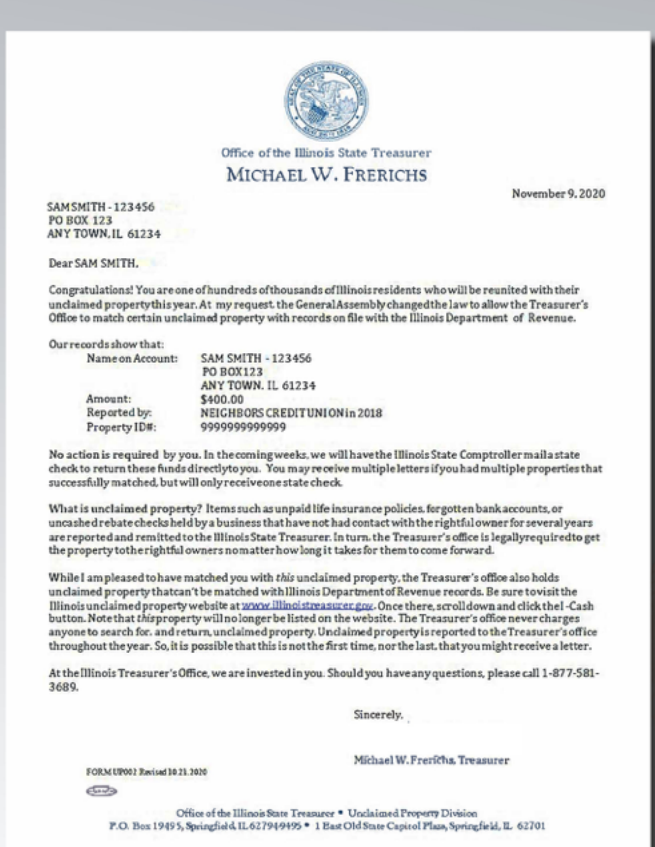 Office of the Illinois State Treasurer
MICHAEL W. FRERICHS
November 9, 2020
SAM SMITH - 123456
PO BOX 123
ANY TOWN, IL 61234
Dear SAM SMITH,
Congratulations! You are one of hundreds of thousands of Illinois residents who will be reunited with their
unclaimed property this year. At my request, the General Assembly changed the law to allow the Treasurer's
Office to match certain unclaimed property with records on file with the Illinois Department of Revenue.
Our records show that:
Name on Account: SAM SMITH - 123456
PO BOX 123
ANY TOWN, IL 61234
Amount: $400.00
Reported by: NEIGHBORS CREDIT UNION in 2018
Property ID#: 9999999999999
No action is required by you. In the coming weeks, we will have the Illinois State Comptroller mail a state
check to return these funds directly to you. You may receive multiple letters if you had multiple properties that
successfully matched, but will only receive one state check.
What is unclaimed property? Items such as unpaid life insurance policies, forgotten bank accounts, or
uncashed rebate checks held by a business that have not had contact with the rightful owner for several years
are reported and remitted to the Illinois State Treasurer. In turn, the Treasurer's office is legally required to get
the property to the rightful owners no matter how long it takes for them to come forward.
While I am pleased to have matched you with this unclaimed property, the Treasurer's office also holds
unclaimed property that can't be matched with Illinois Department of Revenue records. Be sure to visit the
Illinois unclaimed property website at www.illinoistreasurer.gov. Once there, scroll down and click the I-Cash
button. Note that this property will no longer be listed on the website. The Treasurer's office never charges
anyone to search for, and return, unclaimed property. Unclaimed property is reported to the Treasurer's office
throughout the year. So, it is possible that this is not the first time, nor the last, that you might receive a letter.
At the Illinois Treasurer's Office, we are invested in you. Should you have any questions, please call 1-877-581-
3689.
Sincerely,
Michael W. Frerichs, Treasurer
FORM UP002 Revised 10.21.2020
Office of the Illinois State Treasurer • Unclaimed Property Division
P.O. Box 19495, Springfield, IL 62794-9495 • 1 East Old State Capitol Plaza, Springfield, IL 62701